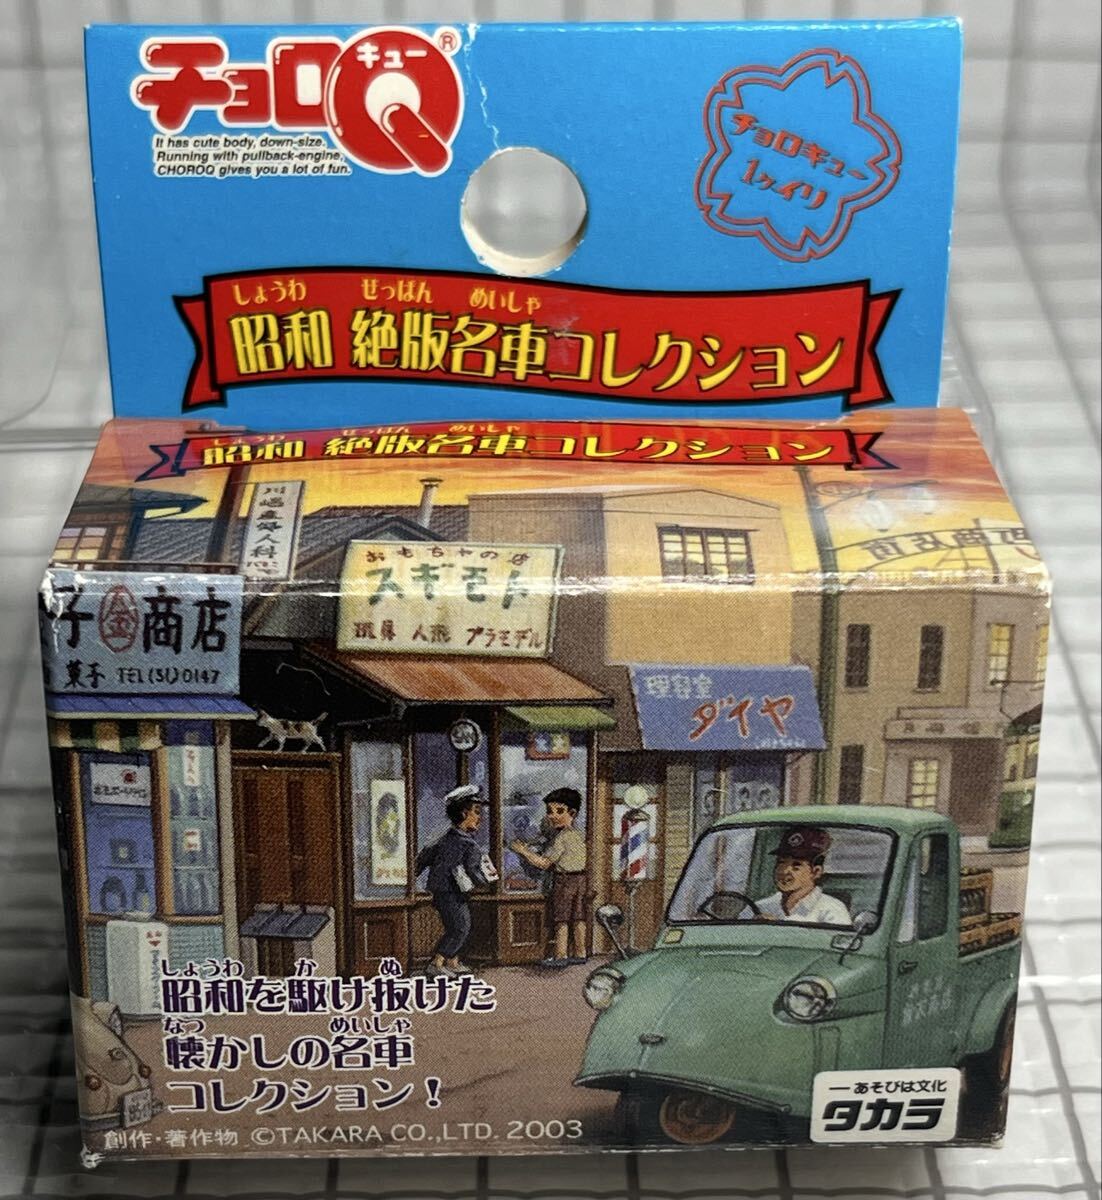 チョロQ
キュー
®
It has cute body, down-size.
Running with pullback-engine,
CHOROQ gives you a lot of fun.
チョロキュー
1ヶイリ
しょうわ ぜっぱん めいしゃ
昭和 絶版名車コレクション
しょうわ ぜっぱん めいしゃ
昭和 絶版名車コレクション
おもちゃの店
スギモト
玩具 人形 プラモデル
子 金 商店
菓子 TEL(31)0147
理容室
ダイヤ
しょうわ か ぬ
昭和を駆け抜けた
なつ めいしゃ
懐かしの名車
コレクション!
あそびは文化
タカラ
創作・著作物 ©TAKARA CO.,LTD. 2003